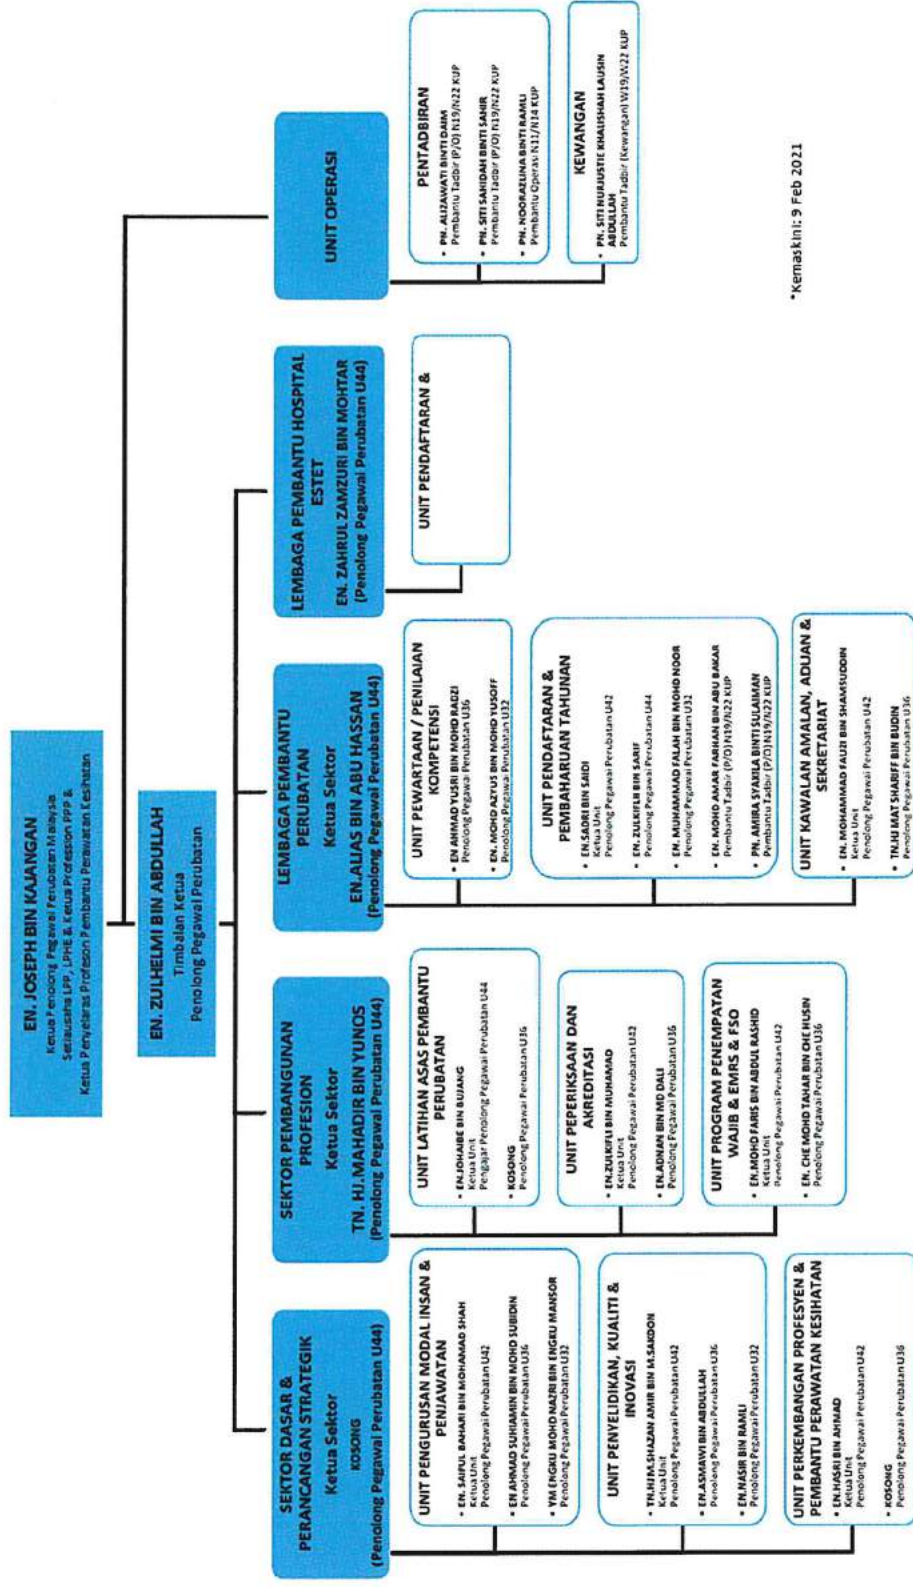 EN. JOSEPH BIN KAJANGAN
Ketua Penolong Pegawai Perubatan Malaysia
Setiausaha LPP, LPHE & Ketua Profession PPP &
Ketua Penyelaras Profeson Pembantu Perawatan Kesihatan
EN. ZULHELMI BIN ABDULLAH
Timbalan Ketua
Penolong Pegawai Perubatan
SEKTOR DASAR &
PERANCANGAN STRATEGIK
Ketua Sektor
KOSONG
(Penolong Pegawai Perubatan U44)
UNIT PENGURUSAN MODAL INSAN &
PENJAWATAN
• EN. SAIFUL BAHARI BIN MOHAMAD SHAH
Ketua Unit
Penolong Pegawai Perubatan U42
• EN AHMAD SUHIAMIN BIN MOHD SUBIDIN
Penolong Pegawai Perubatan U36
• YM ENGKU MOHD NAZRI BIN ENGKU MANSOR
Penolong Pegawai Perubatan U32
UNIT PENYELIDIKAN, KUALITI &
INOVASI
• TN.HJ M.SHAZAN AMIR BIN M.SAKDON
Ketua Unit
Penolong Pegawai Perubatan U42
• EN.ASMAWI BIN ABDULLAH
Penolong Pegawai Perubatan U36
• EN.NASIR BIN RAMLI
Penolong Pegawai Perubatan U32
UNIT PERKEMBANGAN PROFESYEN &
PEMBANTU PERAWATAN KESIHATAN
• EN.HASRI BIN AHMAD
Ketua Unit
Penolong Pegawai Perubatan U42
• KOSONG
Penolong Pegawai Perubatan U36
SEKTOR PEMBANGUNAN
PROFESION
Ketua Sektor
TN. HJ.MAHADIR BIN YUNOS
(Penolong Pegawai Perubatan U44)
UNIT LATIHAN ASAS PEMBANTU
PERUBATAN
• EN.JOHAIBE BIN BUJANG
Ketua Unit
Pengajar Penolong Pegawai Perubatan U44
• KOSONG
Penolong Pegawai Perubatan U36
UNIT PEPERIKSAAN DAN
AKREDITASI
• EN.ZULKIFLI BIN MUHAMAD
Ketua Unit
Penolong Pegawai Perubatan U42
• EN.ADNAN BIN MD DALI
Penolong Pegawai Perubatan U36
UNIT PROGRAM PENEMPATAN
WAJIB & EMRS & FSO
• EN.MOHD FARIS BIN ABDUL RASHID
Ketua Unit
Penolong Pegawai Perubatan U42
• EN. CHE MOHD TAHAR BIN CHE HUSIN
Penolong Pegawai Perubatan U36
LEMBAGA PEMBANTU
PERUBATAN
Ketua Sektor
EN.ALIAS BIN ABU HASSAN
(Penolong Pegawai Perubatan U44)
UNIT PEWARTAAN / PENILAIAN
KOMPETENSI
• EN AHMAD YUSRI BIN MOHD RADZI
Penolong Pegawai Perubatan U36
• EN. MOHD AZYUS BIN MOHD YUSOFF
Penolong Pegawai Perubatan U32
UNIT PENDAFTARAN &
PEMBAHARUAN TAHUNAN
• EN.SADRI BIN SAIDI
Ketua Unit
Penolong Pegawai Perubatan U42
• EN. ZULKIFLI BIN SARIF
Penolong Pegawai Perubatan U44
• EN. MUHAMMAD FALAH BIN MOHD NOOR
Penolong Pegawai Perubatan U32
• EN. MOHD AMAR FARHAN BIN ABU BAKAR
Pembantu Tadbir (P/O) N19/N22 KUP
• PN. AMIRA SYAXILA BINTI SULAIMAN
Pembantu Tadbir (P/O) N19/N22 KUP
UNIT KAWALAN AMALAN, ADUAN &
SEKRETARIAT
• EN. MOHAMMAD FAUZI BIN SHAMSUDDIN
Ketua Unit
Penolong Pegawai Perubatan U42
• TN.HJ MAT SHARIFF BIN BUDIN
Penolong Pegawai Perubatan U36
LEMBAGA PEMBANTU HOSPITAL
ESTET
EN. ZAHRUL ZAMZURI BIN MOHTAR
(Penolong Pegawai Perubatan U44)
UNIT PENDAFTARAN &
UNIT OPERASI
PENTADBIRAN
• PN. ALIZAWATI BINTI DAIM
Pembantu Tadbir (P/O) N19/N22 KUP
• PN. SITI SAHIDAH BINTI SAHIR
Pembantu Tadbir (P/O) N19/N22 KUP
• PN. NOORAZLINA BINTI RAMLI
Pembantu Operasi N11/N14 KUP
KEWANGAN
• PN. SITI NURJUSTIE KHALISHAH LAUSIN
ABDULLAH
Pembantu Tadbir (Kewangan) W19/W22 KUP
*Kemaskini: 9 Feb 2021